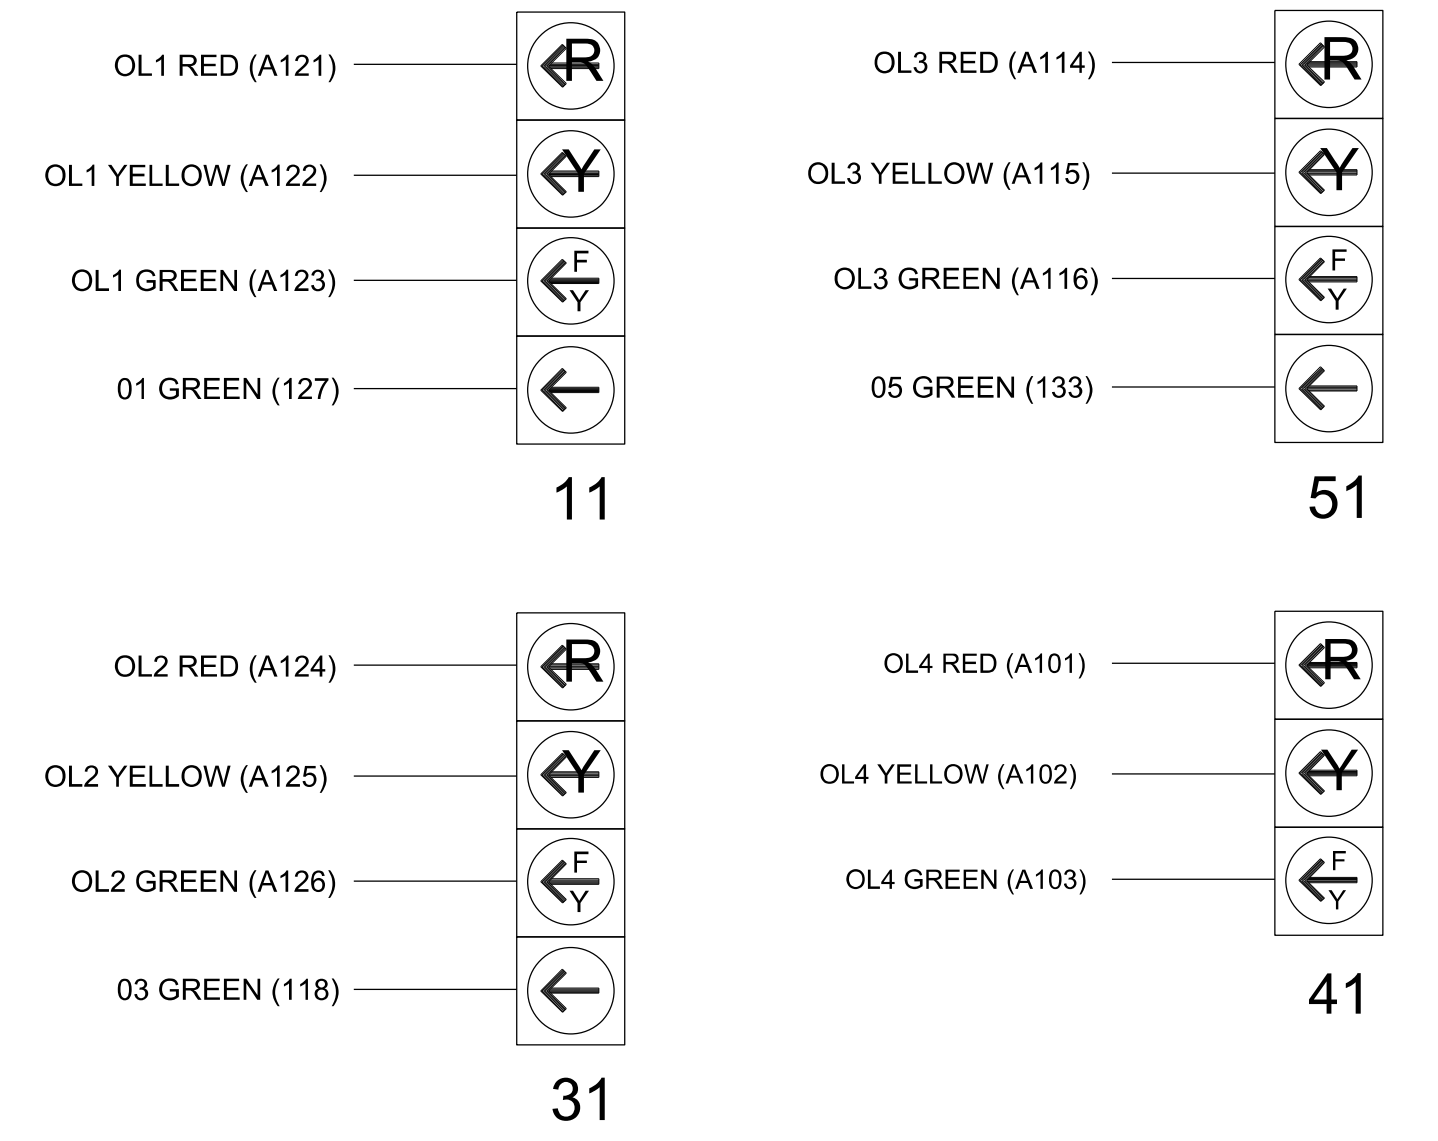 OL1 RED (A121)
R
OL1 YELLOW (A122)
Y
OL1 GREEN (A123)
F
Y
01 GREEN (127)
11
OL3 RED (A114)
R
OL3 YELLOW (A115)
Y
OL3 GREEN (A116)
F
Y
05 GREEN (133)
51
OL2 RED (A124)
R
OL2 YELLOW (A125)
Y
OL2 GREEN (A126)
F
Y
03 GREEN (118)
31
OL4 RED (A101)
R
OL4 YELLOW (A102)
Y
OL4 GREEN (A103)
F
Y
41